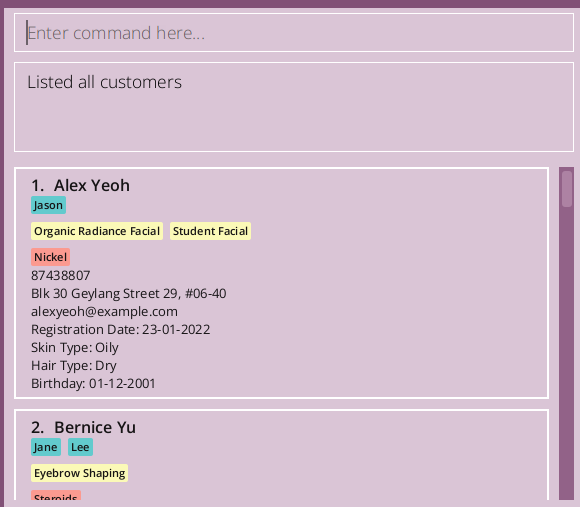 Enter command here...
Listed all customers
1. Alex Yeoh
Jason
Organic Radiance Facial Student Facial
Nickel
87438807
Blk 30 Geylang Street 29, #06-40
alexyeoh@example.com
Registration Date: 23-01-2022
Skin Type: Oily
Hair Type: Dry
Birthday: 01-12-2001
2. Bernice Yu
Jane Lee
Eyebrow Shaping
Steroids